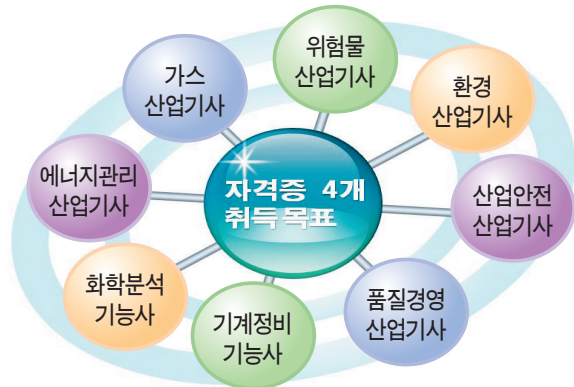 위험물
산업기사
가스
산업기사
환경
산업기사
에너지관리
산업기사
자격증 4개
취득목표
산업안전
산업기사
화학분석
기능사
기계정비
기능사
품질경영
산업기사